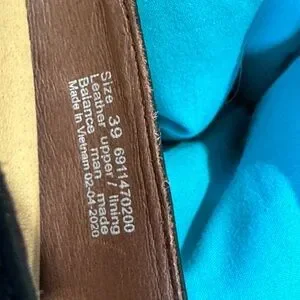 Size 39 6911470200
Leather upper/ lining
Balance man made
Made in Vietnam 02-04-2020